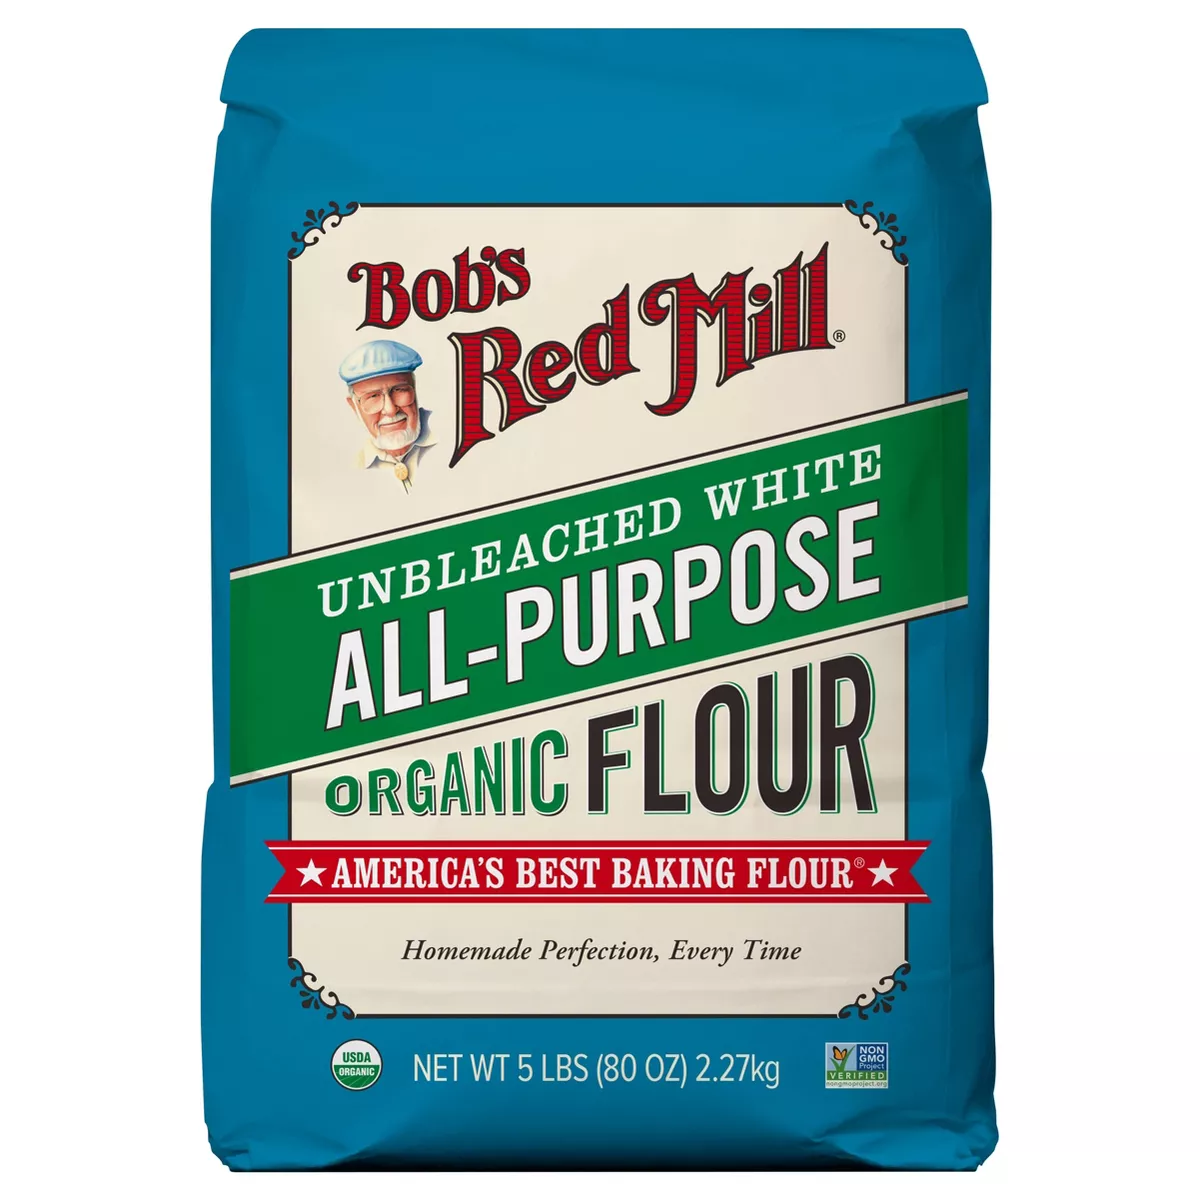 Bob's
Red Mill®
UNBLEACHED WHITE
ALL-PURPOSE
ORGANIC FLOUR
★ AMERICA'S BEST BAKING FLOUR® ★
Homemade Perfection, Every Time
USDA
ORGANIC
NET WT 5 LBS (80 OZ) 2.27kg
NON
GMO
Project
VERIFIED
nongmoproject.org